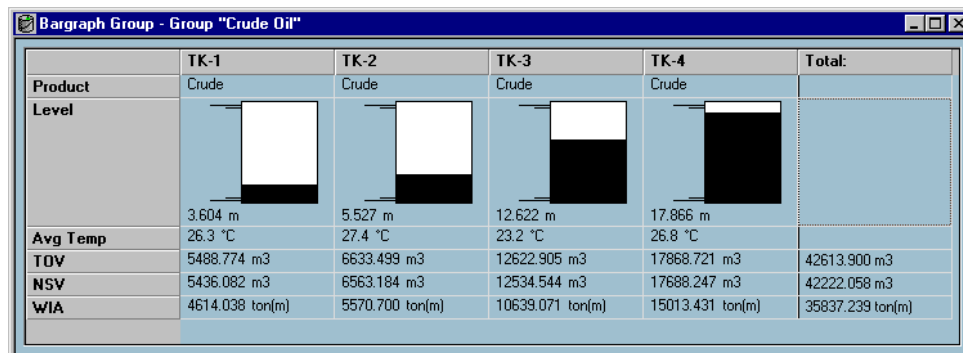 Bargraph Group - Group "Crude Oil"
TK-1 TK-2 TK-3 TK-4 Total:
Product Crude Crude Crude Crude
Level
3.604 m 5.527 m 12.622 m 17.866 m
Avg Temp 26.3 °C 27.4 °C 23.2 °C 26.8 °C
TOV 5488.774 m3 6633.499 m3 12622.905 m3 17868.721 m3 42613.900 m3
NSV 5436.082 m3 6563.184 m3 12534.544 m3 17688.247 m3 42222.058 m3
WIA 4614.038 ton(m) 5570.700 ton(m) 10639.071 ton(m) 15013.431 ton(m) 35837.239 ton(m)